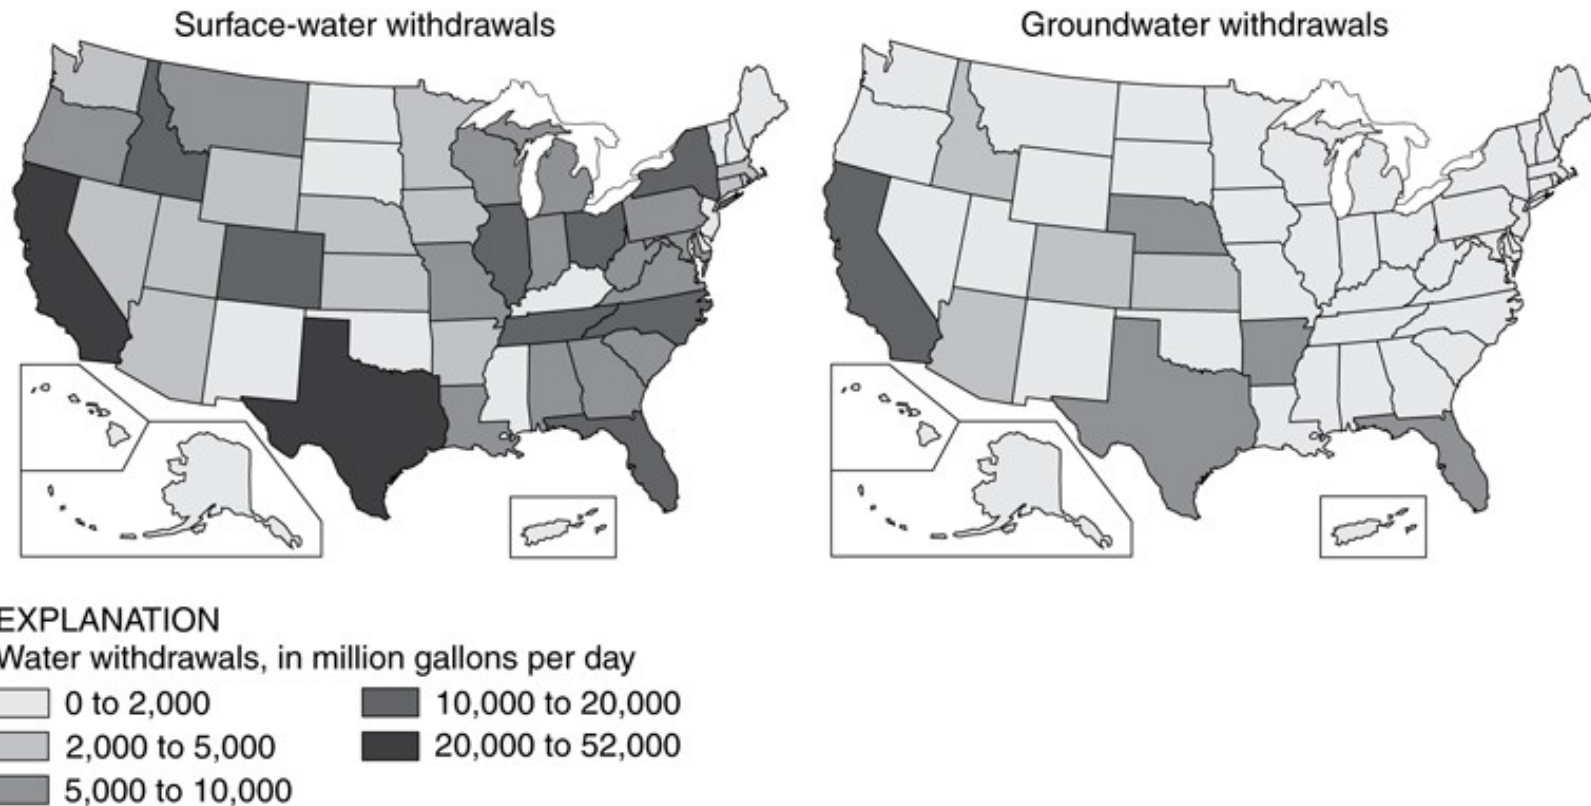 Surface-water withdrawals
Groundwater withdrawals
EXPLANATION
Water withdrawals, in million gallons per day
0 to 2,000
2,000 to 5,000
5,000 to 10,000
10,000 to 20,000
20,000 to 52,000